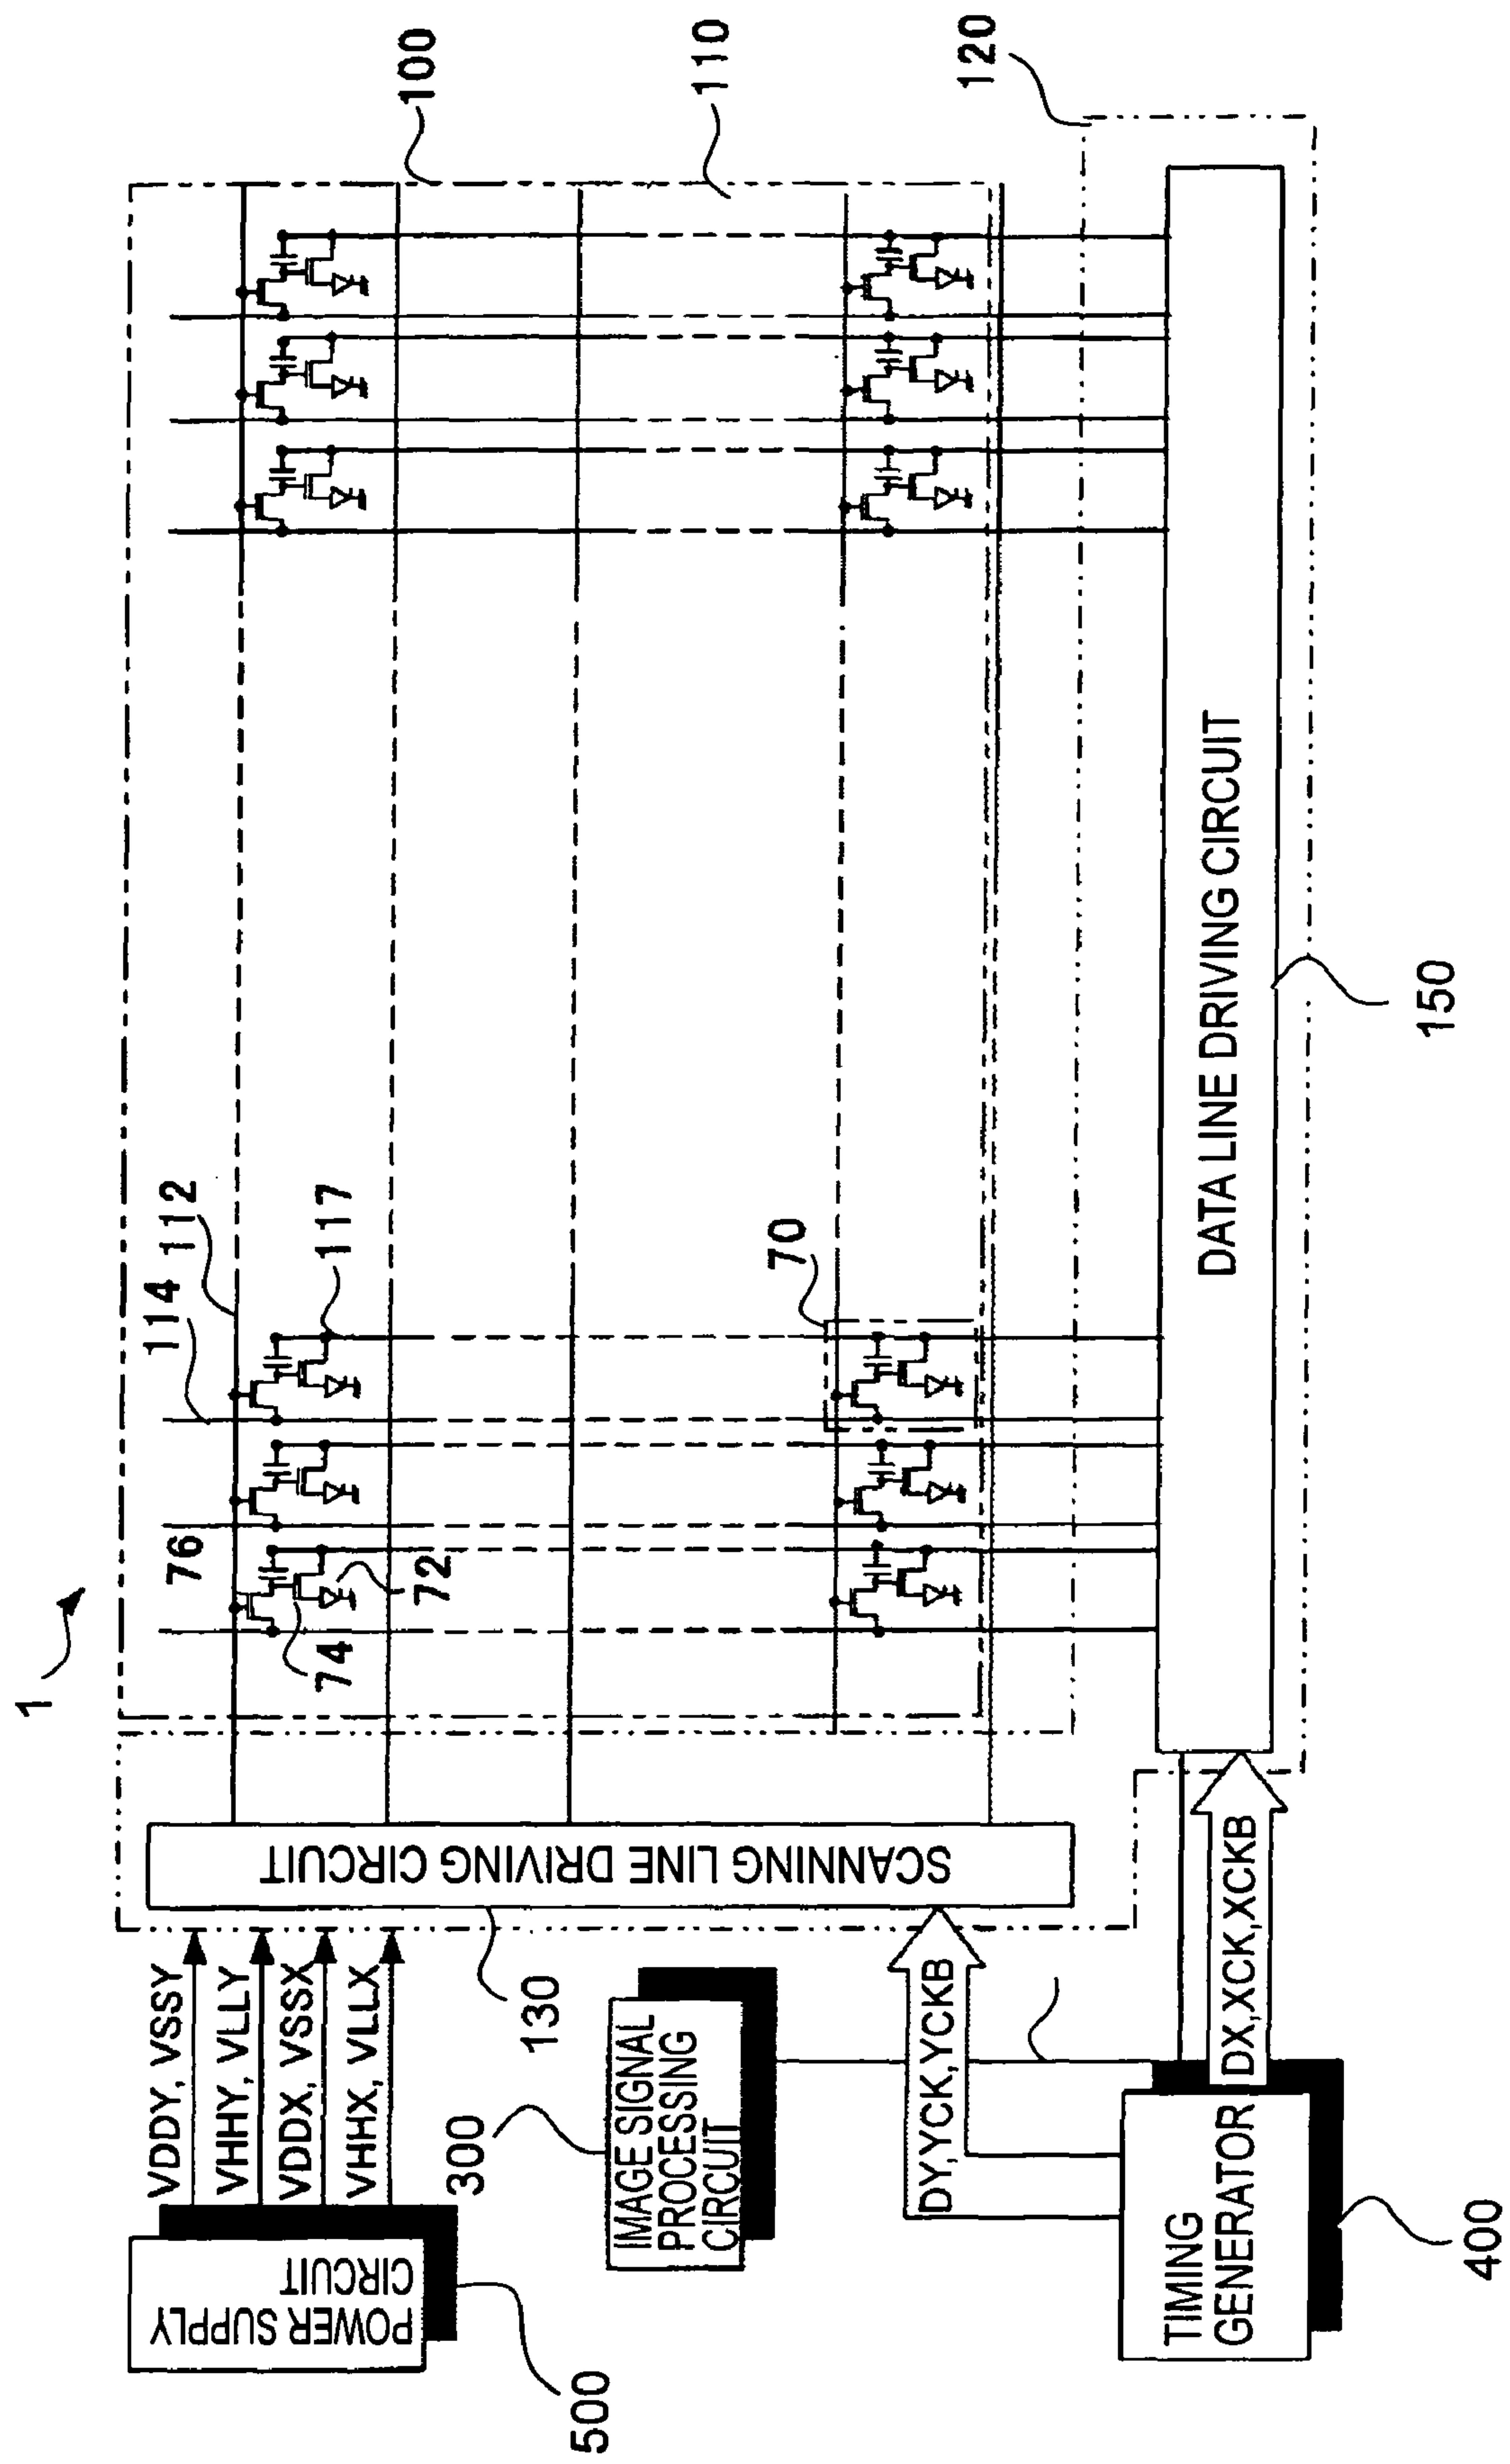 1
POWER SUPPLY
CIRCUIT
500
VDDY, VSSY
VHHY, VLLY
VDDX, VSSX
VHHX, VLLX
130
SCANNING LINE DRIVING CIRCUIT
300
IMAGE SIGNAL
PROCESSING
CIRCUIT
DY,YCK,YCKB
TIMING
GENERATOR
400
DX,XCK,XCKB
DATA LINE DRIVING CIRCUIT
150
76
74
72
114
112
117
70
100
110
120